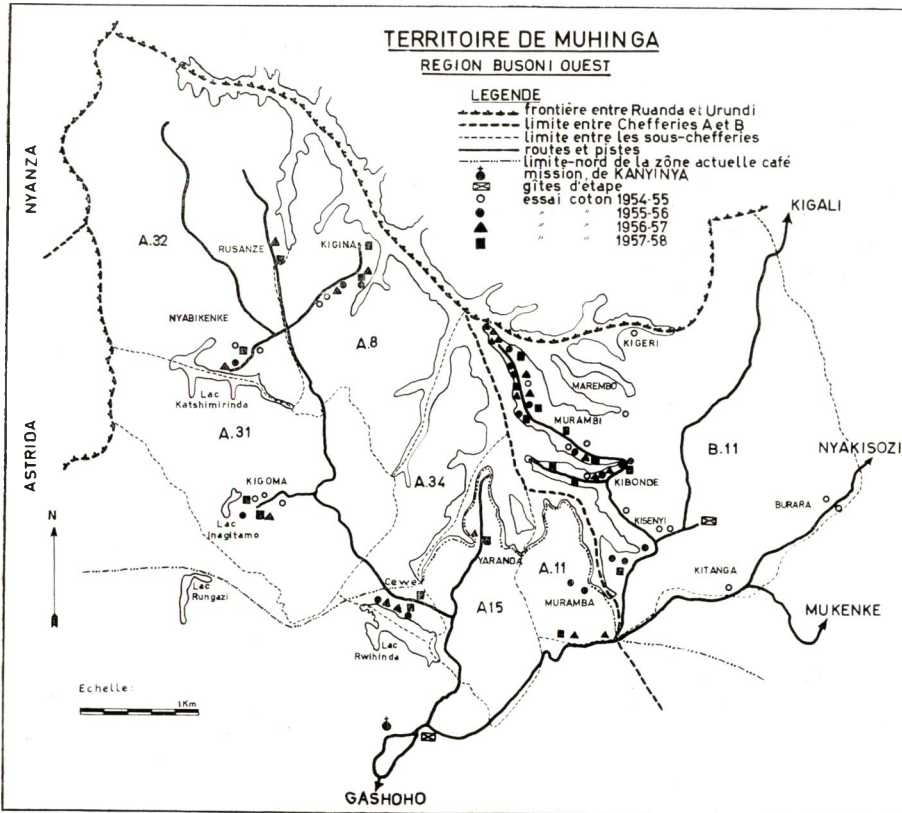 TERRITOIRE DE MUHINGA
REGION BUSONI OUEST
LEGENDE
frontière entre Ruanda et Urundi
limite entre Chefferies A et B
limite entre les sous-chefferies
routes et pistes
limite-nord de la zône actuelle café
mission, de KANYINYA
gîtes d'étape
essai coton 1954-55
" " 1955-56
" " 1956-57
" " 1957-58
NYANZA
KIGALI
A.32
RUSANZE
KIGINA
NYABIKENKE
A.8
KIGERI
MAREMBO
Lac
Katshimirinda
MURAMBI
A.31
B.11
ASTRIDA
NYAKISOZI
KIGOMA
A.34
KIBONDE
BURARA
Lac
Inagitamo
KISENYI
N
YARANDA
A.11
KITANGA
Lac
Rungazi
Cewe
A15
MURAMBA
MUKENKE
Lac
Rwihinda
Echelle:
1Km
GASHOHO